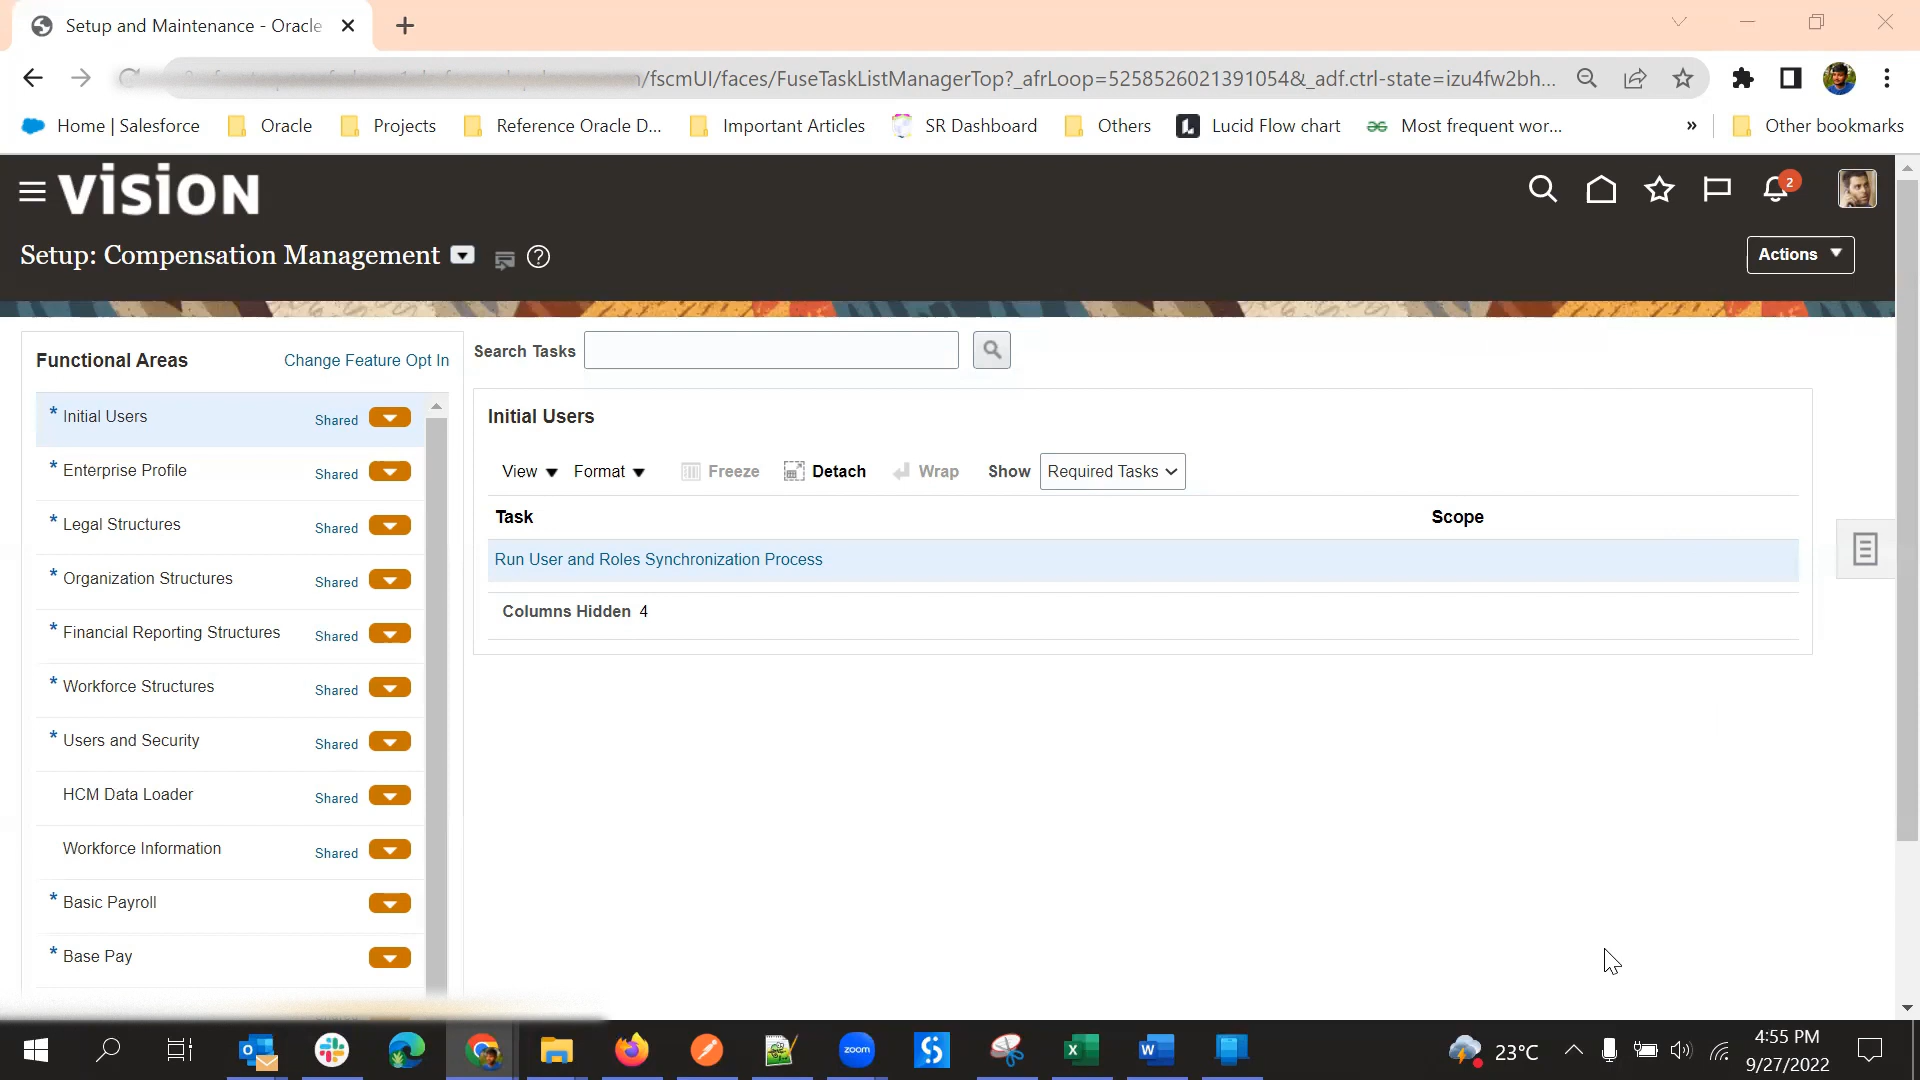 Setup and Maintenance - Oracle
/fscmUI/faces/FuseTaskListManagerTop?_afrLoop=5258526021391054&_adf.ctrl-state=izu4fw2bh...
Home | Salesforce Oracle Projects Reference Oracle D... Important Articles SR Dashboard Others Lucid Flow chart Most frequent wor... » Other bookmarks
VISION
2
Setup: Compensation Management
Actions
Functional Areas Change Feature Opt In
Search Tasks
* Initial Users Shared
* Enterprise Profile Shared
* Legal Structures Shared
* Organization Structures Shared
* Financial Reporting Structures Shared
* Workforce Structures Shared
* Users and Security Shared
HCM Data Loader Shared
Workforce Information Shared
* Basic Payroll
* Base Pay
Initial Users
View Format Freeze Detach Wrap Show Required Tasks
Task Scope
Run User and Roles Synchronization Process
Columns Hidden 4
zoom
23°C
4:55 PM
9/27/2022